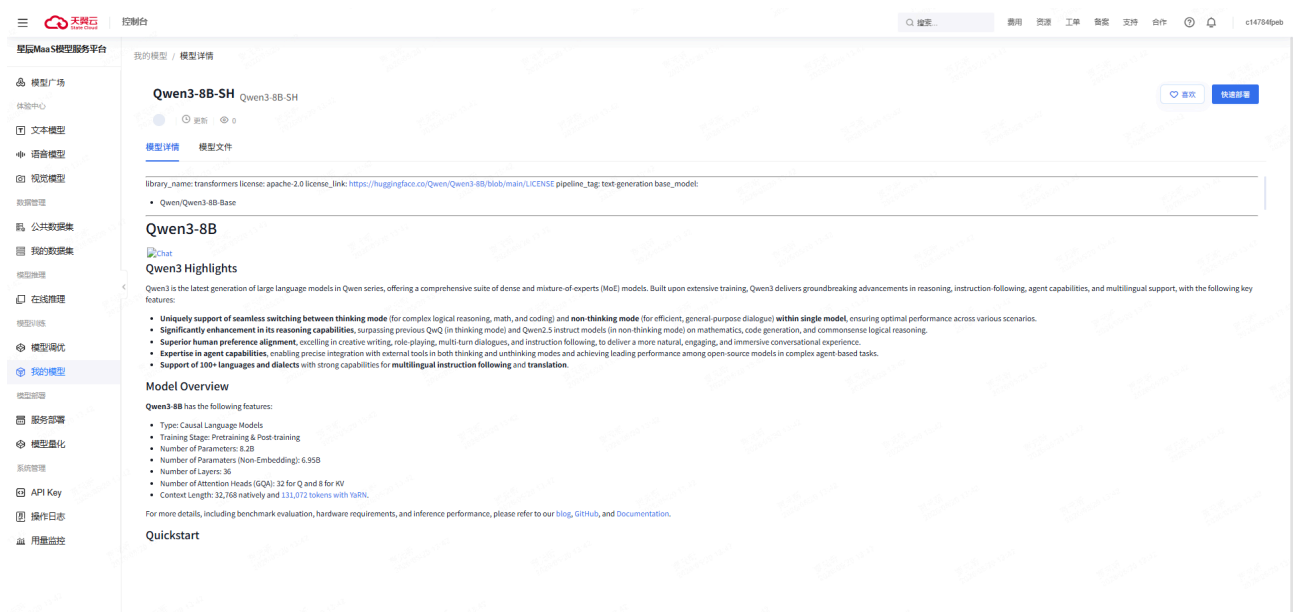 天翼云 State Cloud 控制台 搜索... 费用 资源 工单 备案 支持 合作 c14784fpeb
星辰MaaS模型服务平台
我的模型 / 模型详情
模型广场
体验中心
文本模型
语音模型
视觉模型
数据管理
公共数据集
我的数据集
模型推理
在线推理
模型训练
模型调优
我的模型
模型部署
服务部署
模型量化
系统管理
API Key
操作日志
用量监控
Qwen3-8B-SH Qwen3-8B-SH
喜欢 快速部署
更新 0
模型详情 模型文件
library_name: transformers license: apache-2.0 license_link: https://huggingface.co/Qwen/Qwen3-8B/blob/main/LICENSE pipeline_tag: text-generation base_model:
• Qwen/Qwen3-8B-Base
Qwen3-8B
Chat
Qwen3 Highlights
Qwen3 is the latest generation of large language models in Qwen series, offering a comprehensive suite of dense and mixture-of-experts (MoE) models. Built upon extensive training, Qwen3 delivers groundbreaking advancements in reasoning, instruction-following, agent capabilities, and multilingual support, with the following key
features:
• Uniquely support of seamless switching between thinking mode (for complex logical reasoning, math, and coding) and non-thinking mode (for efficient, general-purpose dialogue) within single model, ensuring optimal performance across various scenarios.
• Significantly enhancement in its reasoning capabilities, surpassing previous QwQ (in thinking mode) and Qwen2.5 instruct models (in non-thinking mode) on mathematics, code generation, and commonsense logical reasoning.
• Superior human preference alignment, excelling in creative writing, role-playing, multi-turn dialogues, and instruction following, to deliver a more natural, engaging, and immersive conversational experience.
• Expertise in agent capabilities, enabling precise integration with external tools in both thinking and unthinking modes and achieving leading performance among open-source models in complex agent-based tasks.
• Support of 100+ languages and dialects with strong capabilities for multilingual instruction following and translation.
Model Overview
Qwen3-8B has the following features:
• Type: Causal Language Models
• Training Stage: Pretraining & Post-training
• Number of Parameters: 8.2B
• Number of Paramaters (Non-Embedding): 6.95B
• Number of Layers: 36
• Number of Attention Heads (GQA): 32 for Q and 8 for KV
• Context Length: 32,768 natively and 131,072 tokens with YaRN.
For more details, including benchmark evaluation, hardware requirements, and inference performance, please refer to our blog, GitHub, and Documentation.
Quickstart